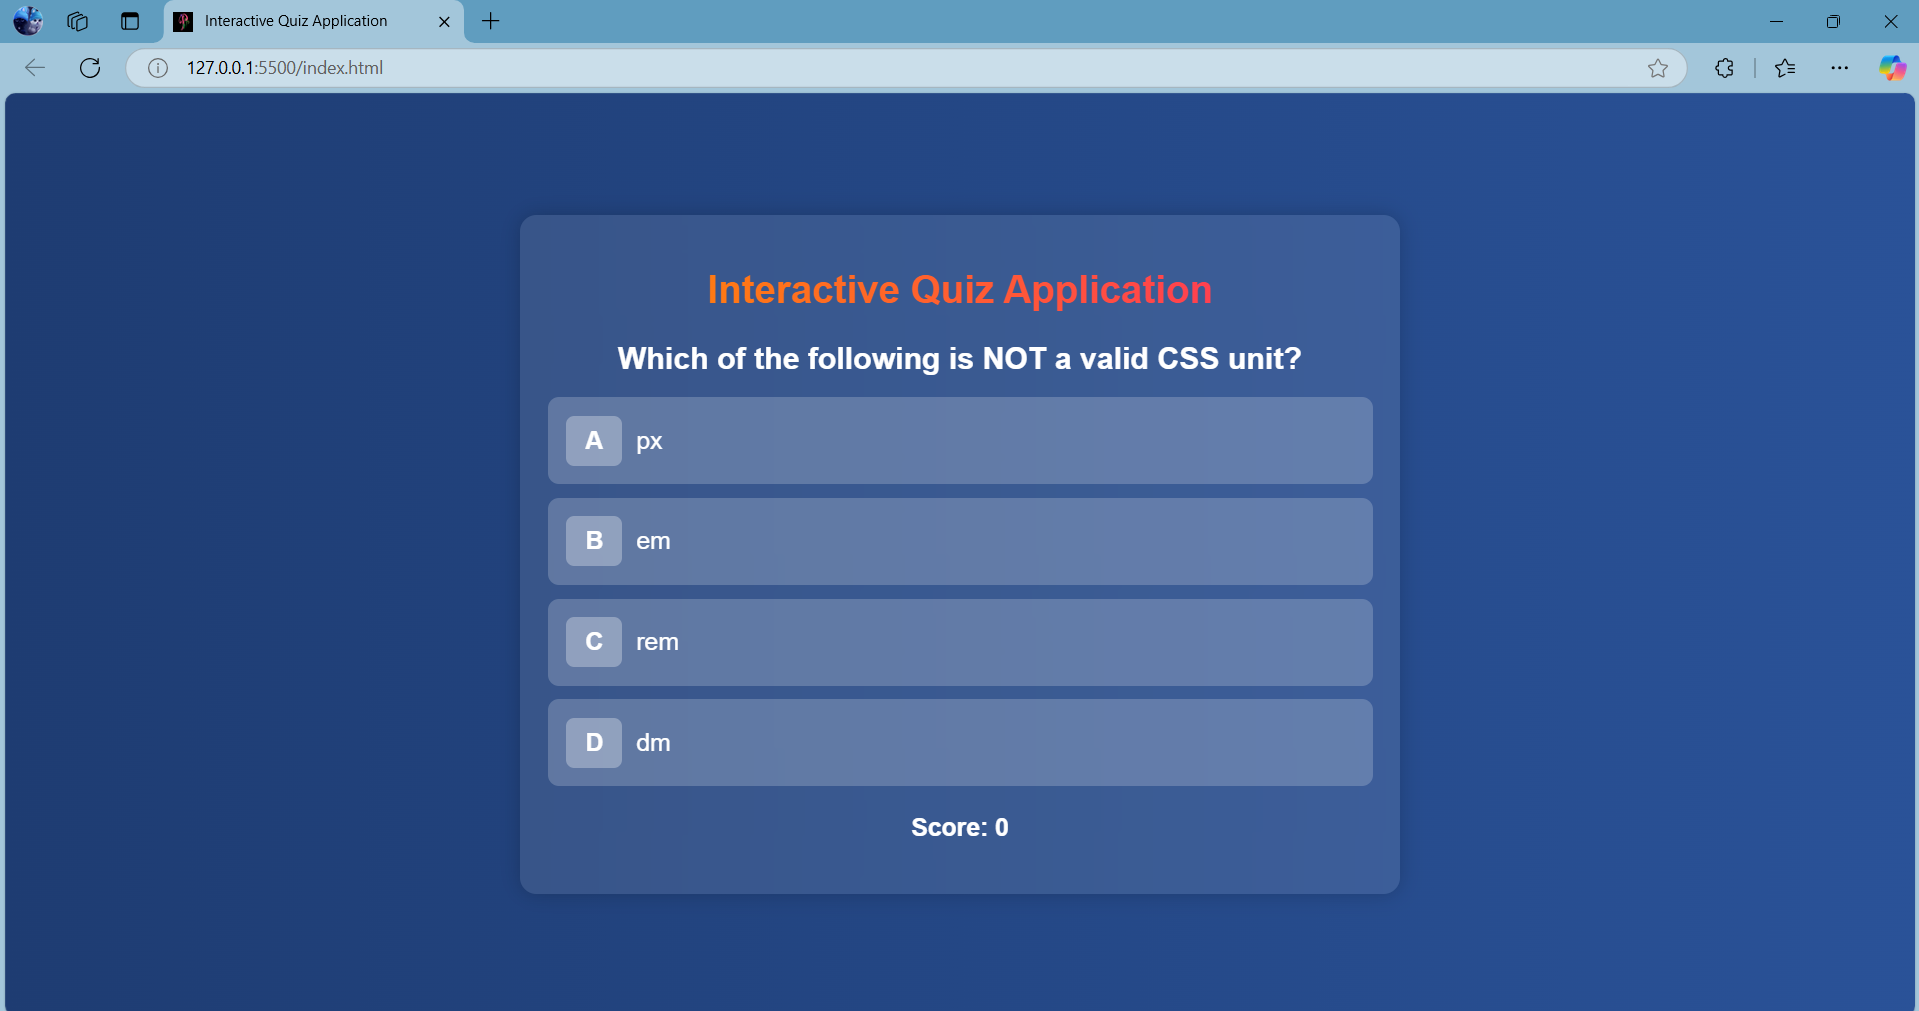 Interactive Quiz Application
127.0.0.1:5500/index.html
Interactive Quiz Application
Which of the following is NOT a valid CSS unit?
A px
B em
C rem
D dm
Score: 0